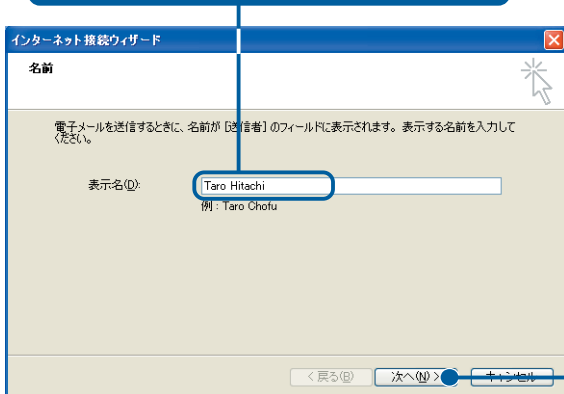 インターネット接続ウィザード
名前
電子メールを送信するときに、名前が [送信者] のフィールドに表示されます。表示する名前を入力して
ください。
表示名(D):
Taro Hitachi
例 : Taro Chofu
< 戻る(B)
次へ(N) >
キャンセル